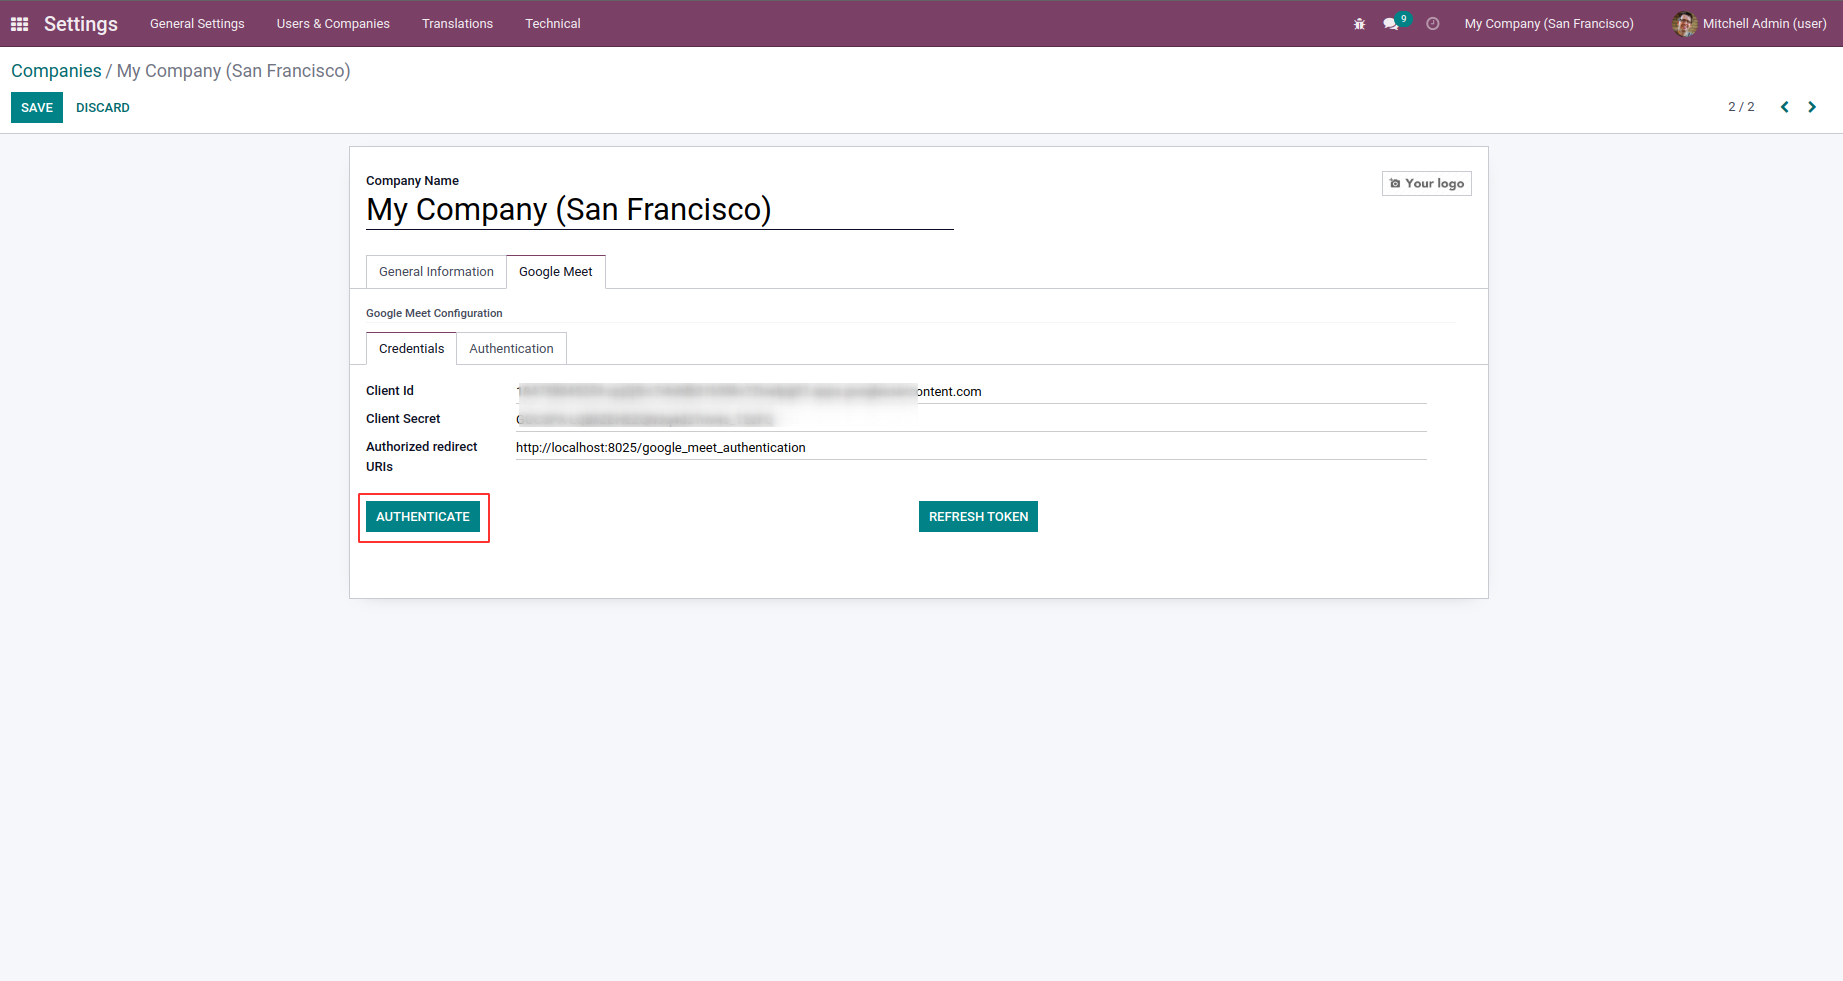 Settings General Settings Users & Companies Translations Technical 9 My Company (San Francisco) Mitchell Admin (user)
Companies / My Company (San Francisco)
SAVE DISCARD 2 / 2
Company Name
Your logo
My Company (San Francisco)
General Information Google Meet
Google Meet Configuration
Credentials Authentication
Client Id ontent.com
Client Secret
Authorized redirect URIs http://localhost:8025/google_meet_authentication
AUTHENTICATE REFRESH TOKEN